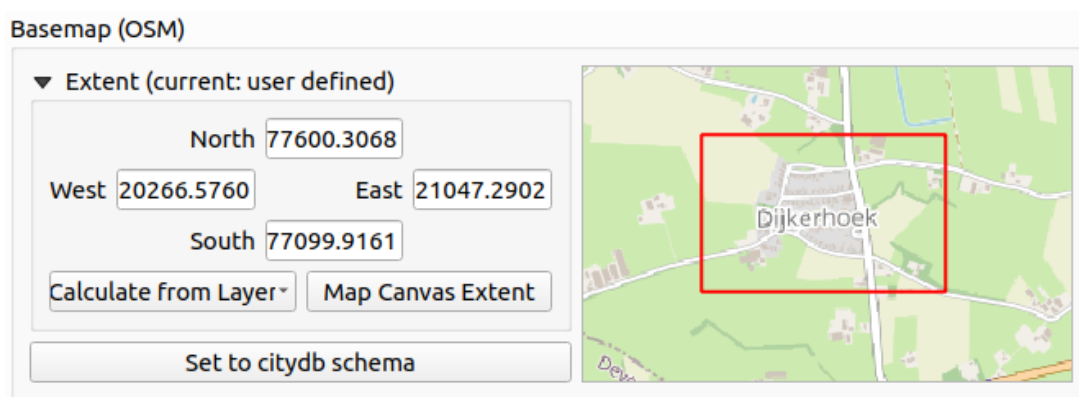 Basemap (OSM)
Extent (current: user defined)
North 77600.3068
West 20266.5760 East 21047.2902
South 77099.9161
Calculate from Layer
Map Canvas Extent
Set to citydb schema
Dijkerhoek